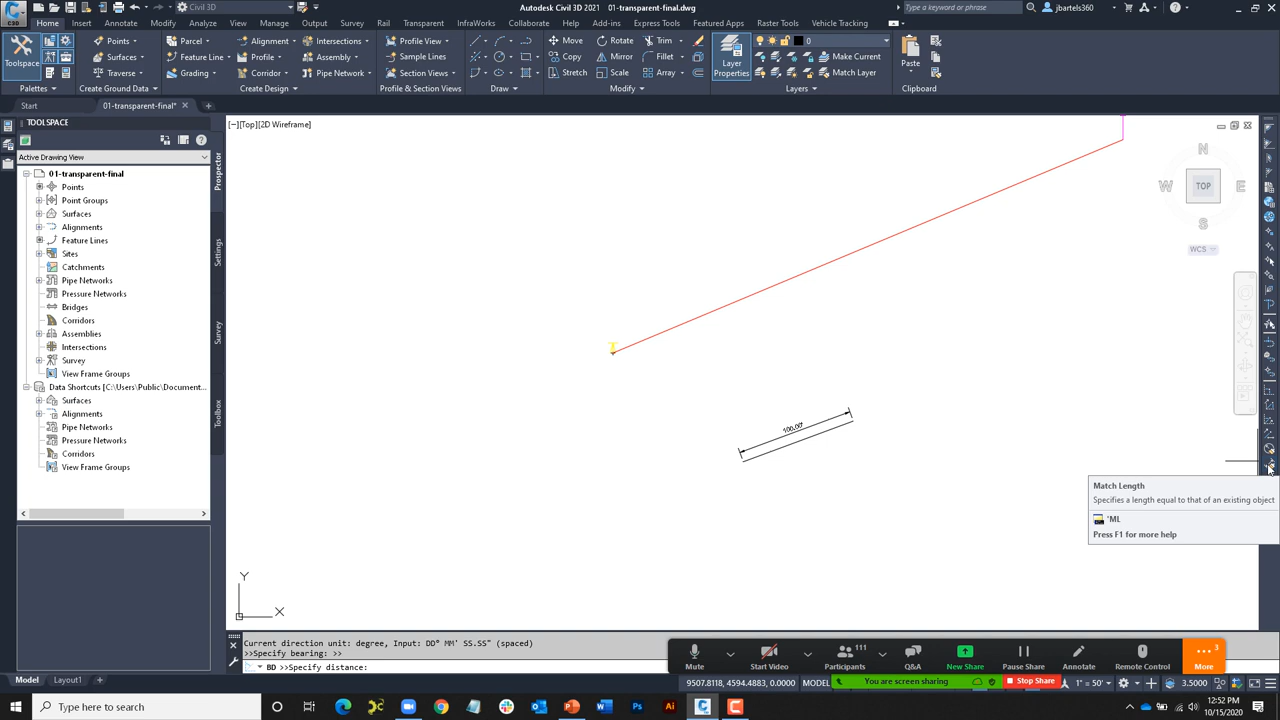 C3D
Civil 3D
Autodesk Civil 3D 2021 01-transparent-final.dwg
Type a keyword or phrase
jbartels360
Home Insert Annotate Modify Analyze View Manage Output Survey Rail Transparent InfraWorks Collaborate Help Add-ins Express Tools Featured Apps Raster Tools Vehicle Tracking
Points Parcel Alignment Intersections Profile View Move Rotate Trim 0
Toolspace Surfaces Feature Line Profile Assembly Sample Lines Copy Mirror Fillet Layer Properties Make Current Paste
Traverse Grading Corridor Pipe Network Section Views Stretch Scale Array Match Layer
Palettes Create Ground Data Create Design Profile & Section Views Draw Modify Layers Clipboard
Start 01-transparent-final*
TOOLSPACE
[−][Top][2D Wireframe]
Active Drawing View
01-transparent-final
Points
Point Groups
Surfaces
Alignments
Feature Lines
Sites
Catchments
Pipe Networks
Pressure Networks
Bridges
Corridors
Assemblies
Intersections
Survey
View Frame Groups
Data Shortcuts [C:\Users\Public\Document...
Surfaces
Alignments
Pipe Networks
Pressure Networks
Corridors
View Frame Groups
Prospector
Settings
Survey
Toolbox
N
W TOP E
S
WCS
100.00'
Match Length
Specifies a length equal to that of an existing object
'ML
Press F1 for more help
Y
X
Current direction unit: degree, Input: DD° MM' SS.SS" (spaced)
>>Specify bearing: >>
BD >>Specify distance:
111
3
Mute Start Video Participants Q&A New Share Pause Share Annotate Remote Control More
You are screen sharing Stop Share
Model Layout1
9507.8118, 4594.4883, 0.0000 MODEL
1" = 50' 3.5000
Type here to search
12:52 PM
10/15/2020